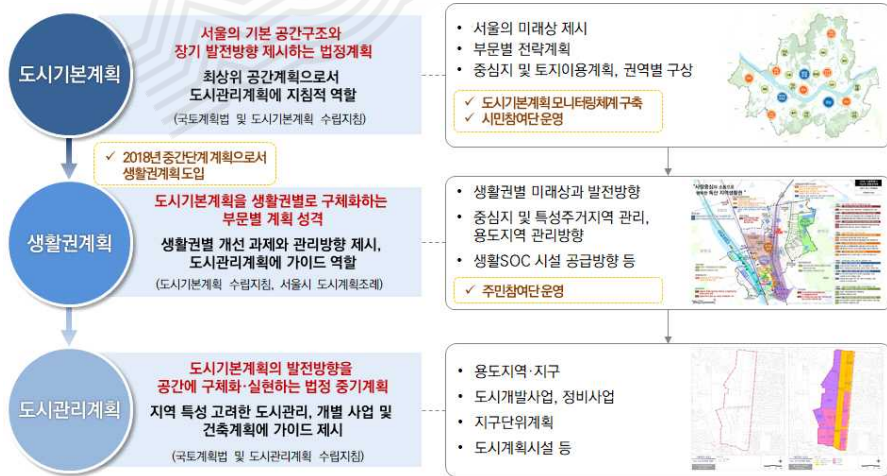 도시기본계획
서울의 기본 공간구조와
장기 발전방향 제시하는 법정계획
최상위 공간계획으로서
도시관리계획에 지침적 역할
(국토계획법 및 도시기본계획 수립지침)
• 서울의 미래상 제시
• 부문별 전략계획
• 중심지 및 토지이용계획, 권역별 구상
✓ 도시기본계획 모니터링체계 구축
✓ 시민참여단 운영
✓ 2018년 중간단계 계획으로서
생활권계획 도입
생활권계획
도시기본계획을 생활권별로 구체화하는
부문별 계획 성격
생활권별 개선 과제와 관리방향 제시,
도시관리계획에 가이드 역할
(도시기본계획 수립지침, 서울시 도시계획조례)
• 생활권별 미래상과 발전방향
• 중심지 및 특성주거지역 관리,
용도지역 관리방향
• 생활SOC 시설 공급방향 등
✓ 주민참여단 운영
도시관리계획
도시기본계획의 발전방향을
공간에 구체화·실현하는 법정 중기계획
지역 특성 고려한 도시관리, 개별 사업 및
건축계획에 가이드 제시
(국토계획법 및 도시관리계획 수립지침)
• 용도지역·지구
• 도시개발사업, 정비사업
• 지구단위계획
• 도시계획시설 등